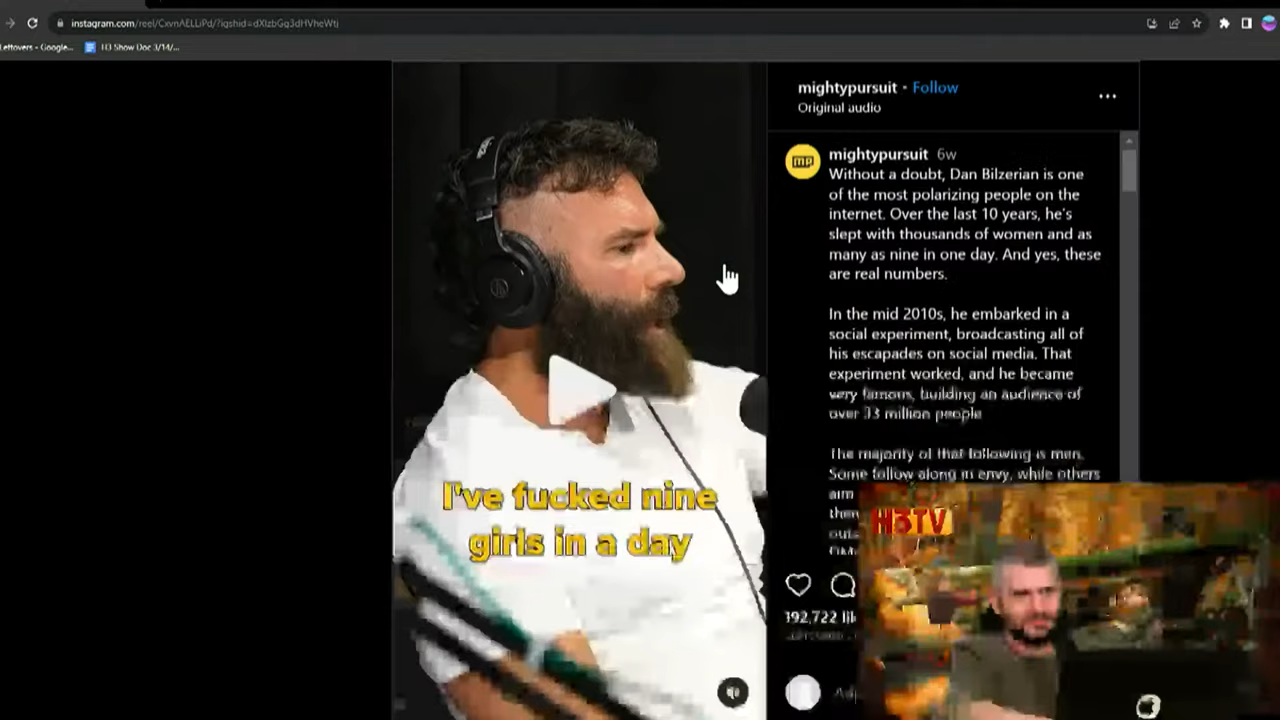 instagram.com/reel/CxvnAELLiPd/?igshid=dXlzbGg3dHVheWtj
Leftovers - Google...
H3 Show Doc 3/14/...
mightypursuit • Follow
Original audio
mightypursuit 6w
MP
Without a doubt, Dan Bilzerian is one
of the most polarizing people on the
internet. Over the last 10 years, he's
slept with thousands of women and as
many as nine in one day. And yes, these
are real numbers.
In the mid 2010s, he embarked in a
social experiment, broadcasting all of
his escapades on social media. That
experiment worked, and he became
very famous, building an audience of
over 33 million people
The majority of that following is men.
Some follow along in envy, while others
aim
I've fucked nine
girls in a day
H3TV
392,722 lik